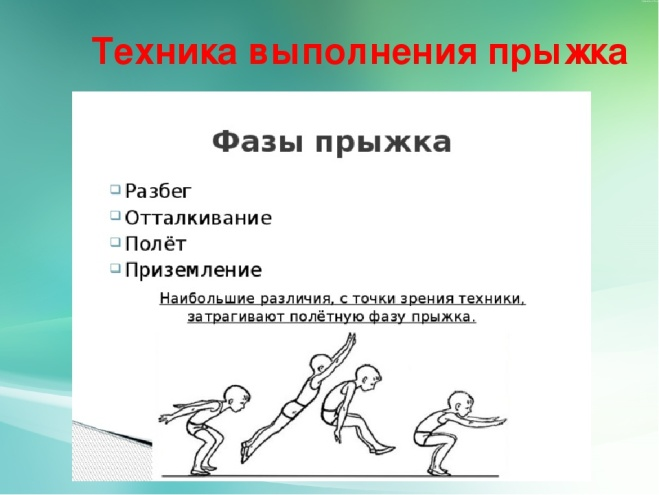 Техника выполнения прыжка
Фазы прыжка
Разбег
Отталкивание
Полёт
Приземление
Наибольшие различия, с точки зрения техники,
затрагивают полётную фазу прыжка.